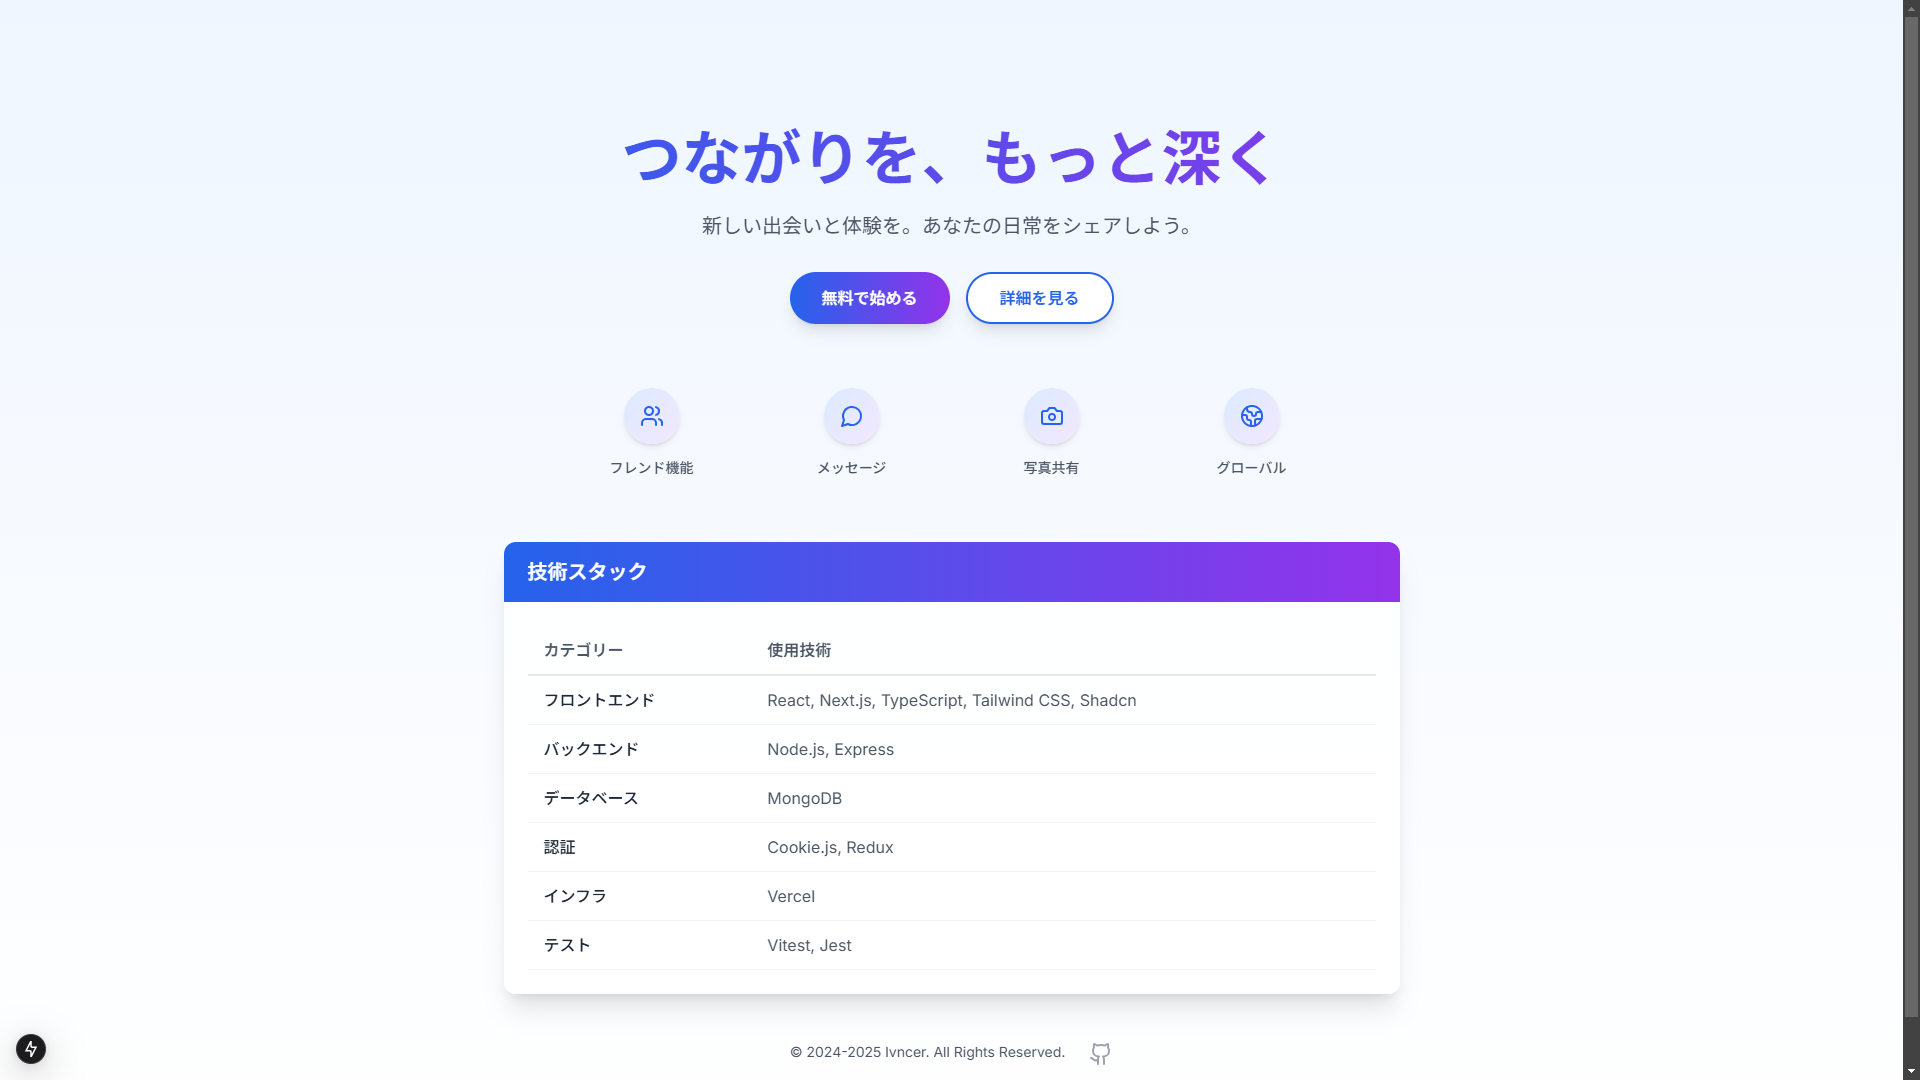 つながりを、もっと深く
新しい出会いと体験を。あなたの日常をシェアしよう。
無料で始める 詳細を見る
フレンド機能 メッセージ 写真共有 グローバル
技術スタック
カテゴリー 使用技術
フロントエンド React, Next.js, TypeScript, Tailwind CSS, Shadcn
バックエンド Node.js, Express
データベース MongoDB
認証 Cookie.js, Redux
インフラ Vercel
テスト Vitest, Jest
© 2024-2025 Ivncer. All Rights Reserved.